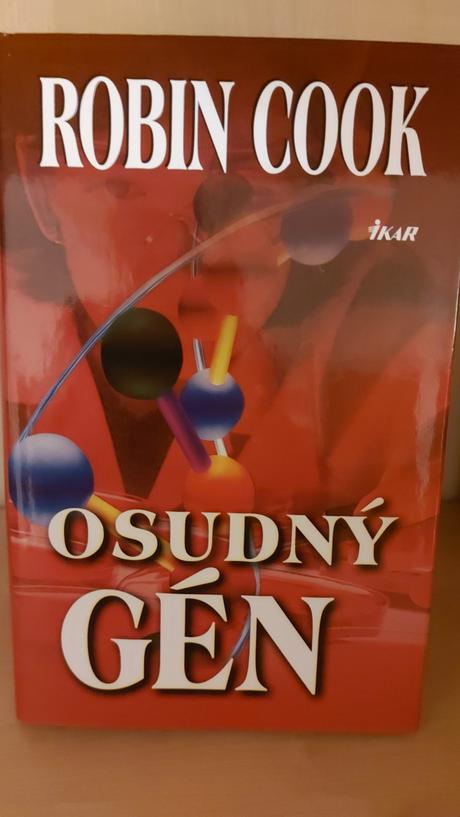 ROBIN COOK
iKAR
OSUDNÝ
GÉN